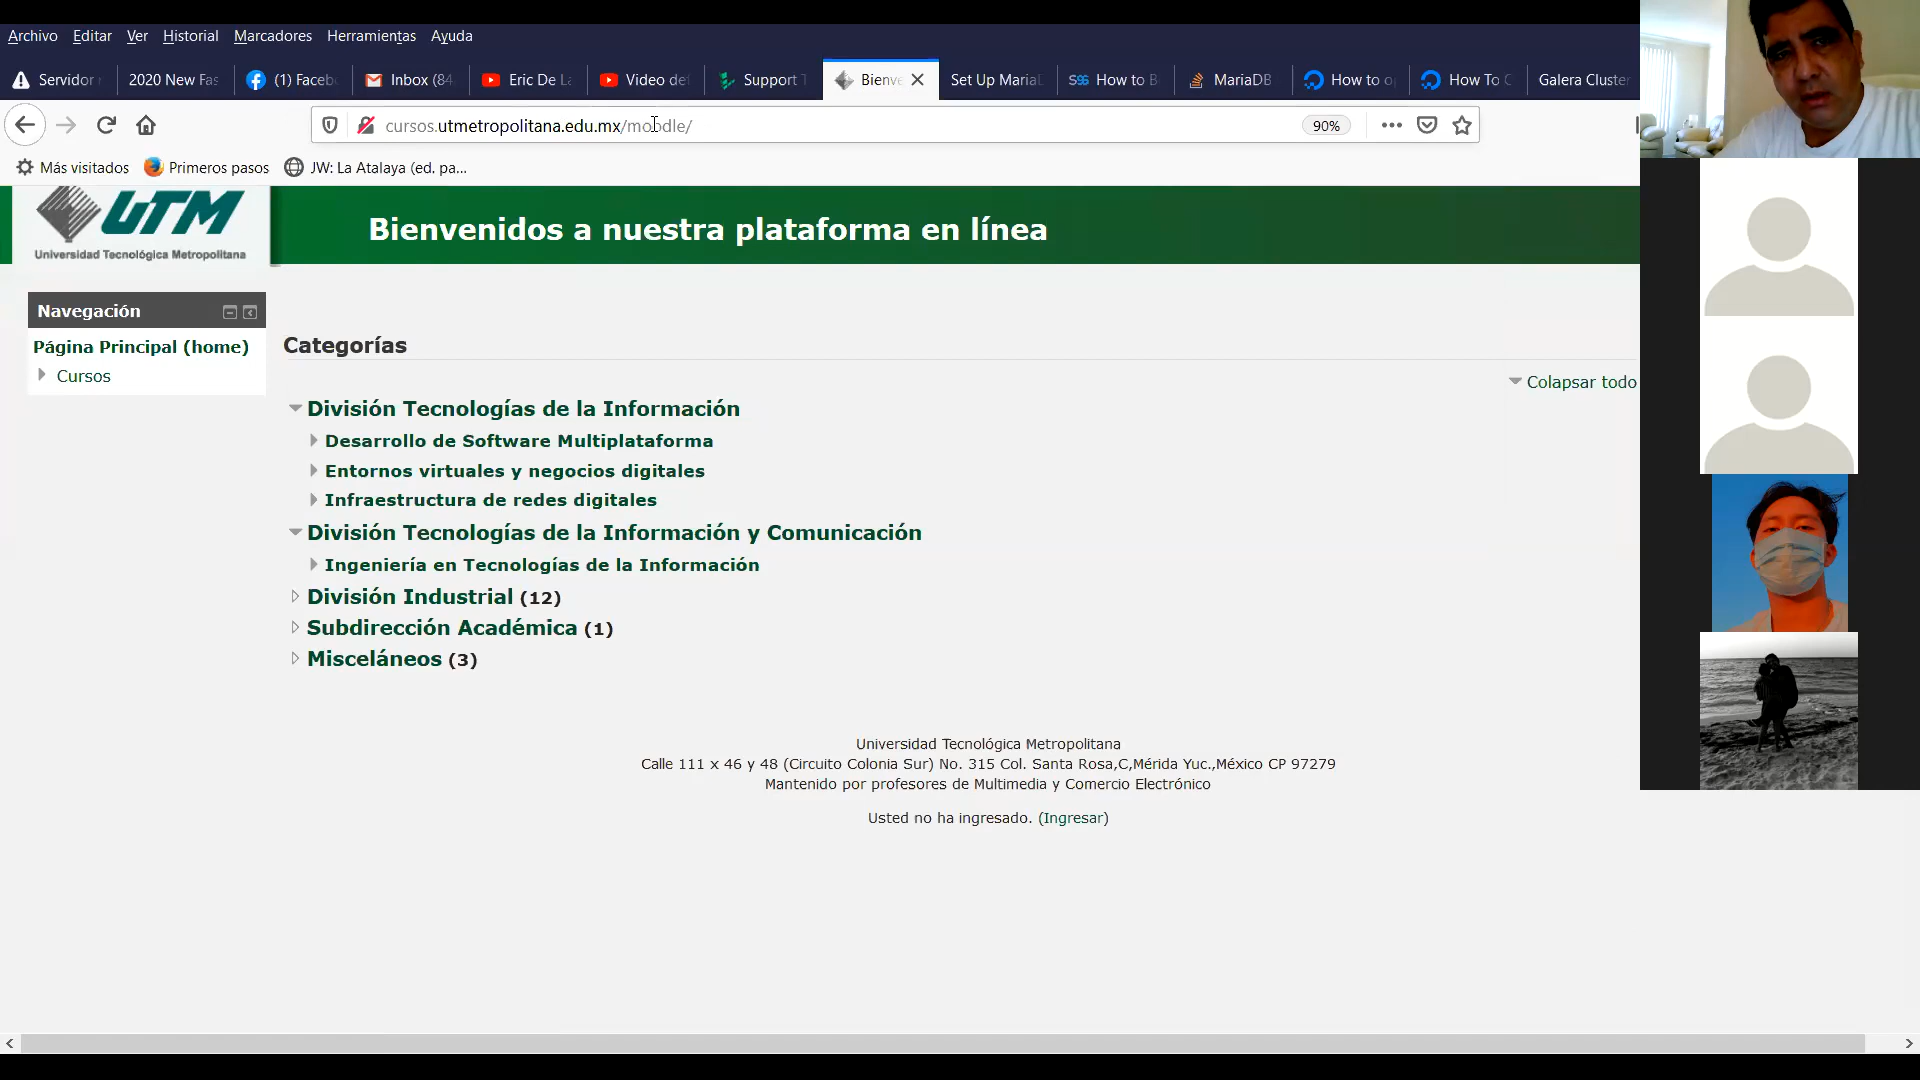 Archivo Editar Ver Historial Marcadores Herramientas Ayuda
Servidor 2020 New Fas (1) Faceb Inbox (84 Eric De La Video de Support T Bienve Set Up Maria How to B MariaDB How to o How To C Galera Cluster
cursos.utmetropolitana.edu.mx/moodle/ 90%
Más visitados Primeros pasos JW: La Atalaya (ed. pa...
UTM
Universidad Tecnológica Metropolitana
Bienvenidos a nuestra plataforma en línea
Navegación
Página Principal (home)
Cursos
Categorías
Colapsar todo
División Tecnologías de la Información
Desarrollo de Software Multiplataforma
Entornos virtuales y negocios digitales
Infraestructura de redes digitales
División Tecnologías de la Información y Comunicación
Ingeniería en Tecnologías de la Información
División Industrial (12)
Subdirección Académica (1)
Misceláneos (3)
Universidad Tecnológica Metropolitana
Calle 111 x 46 y 48 (Circuito Colonia Sur) No. 315 Col. Santa Rosa,C,Mérida Yuc.,México CP 97279
Mantenido por profesores de Multimedia y Comercio Electrónico
Usted no ha ingresado. (Ingresar)